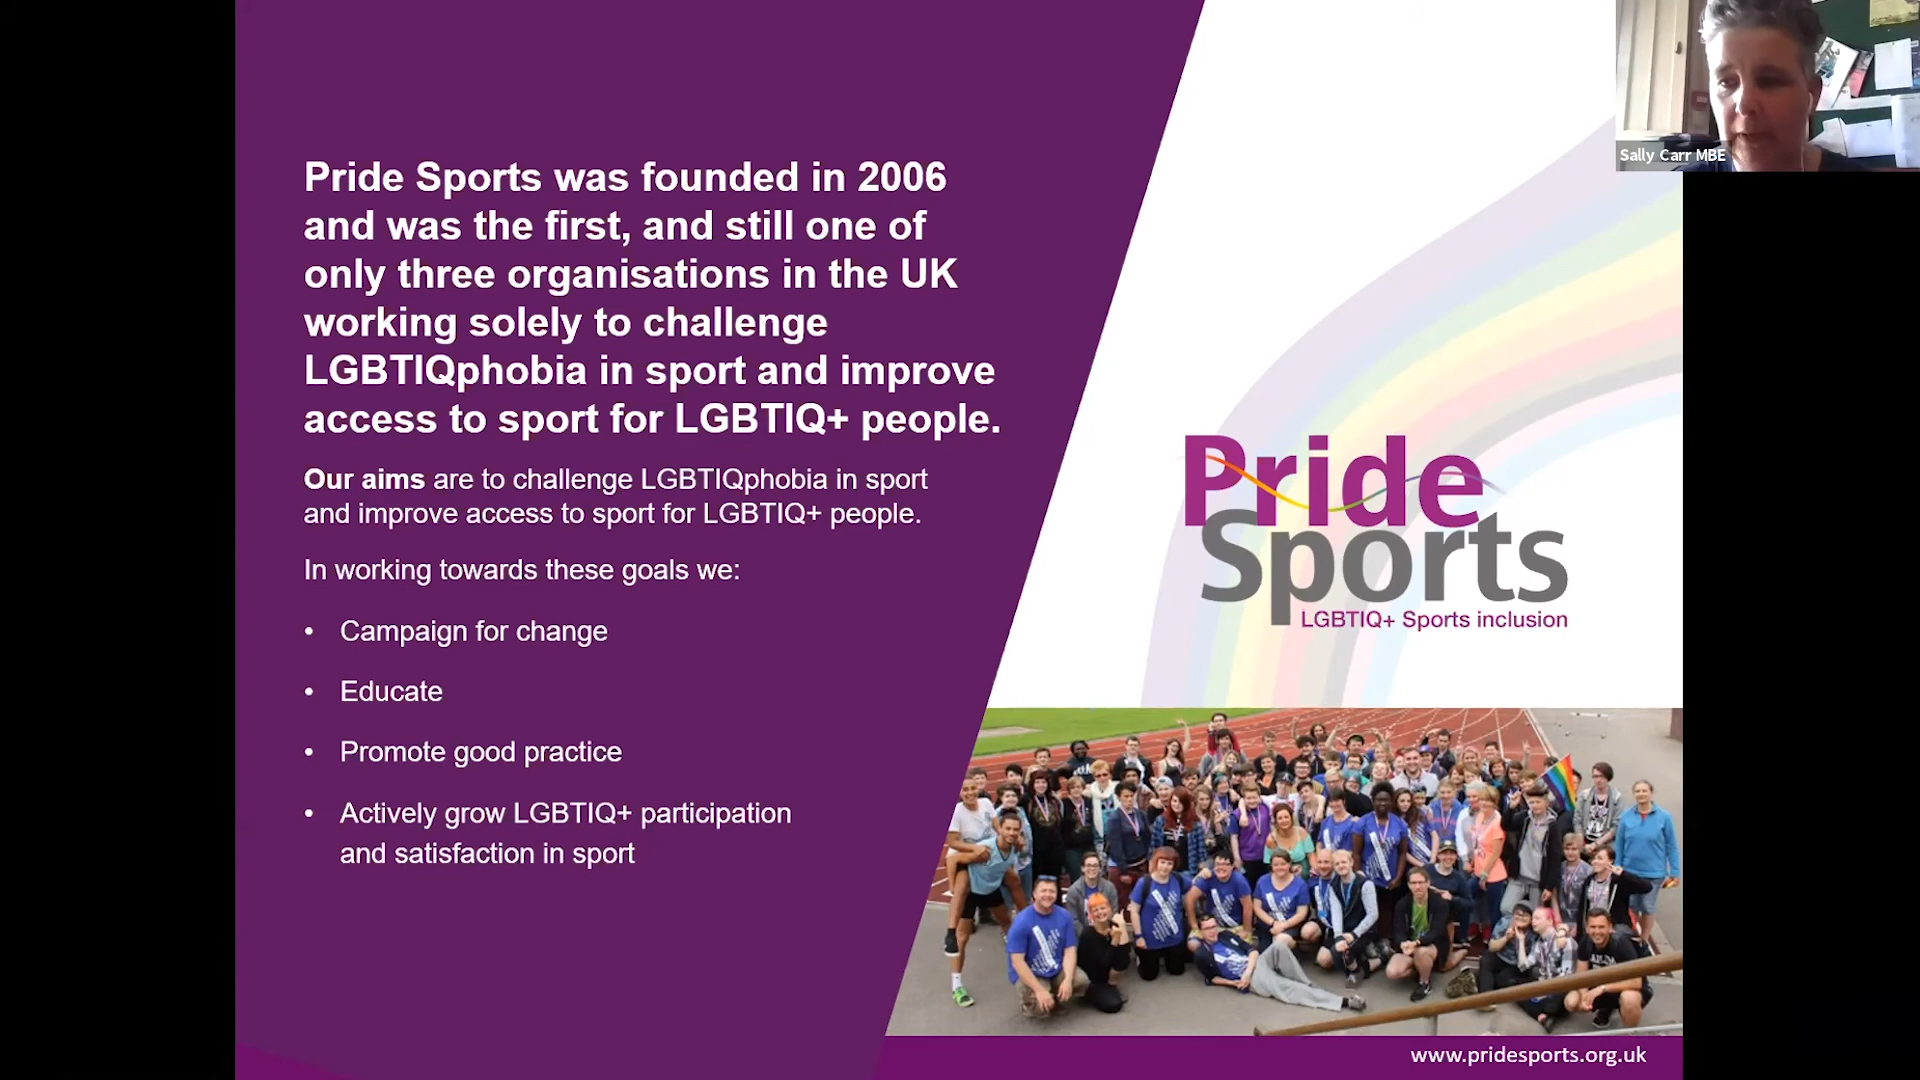 Pride Sports was founded in 2006
and was the first, and still one of
only three organisations in the UK
working solely to challenge
LGBTIQphobia in sport and improve
access to sport for LGBTIQ+ people.
Our aims are to challenge LGBTIQphobia in sport
and improve access to sport for LGBTIQ+ people.
In working towards these goals we:
• Campaign for change
• Educate
• Promote good practice
• Actively grow LGBTIQ+ participation
and satisfaction in sport
Sally Carr MBE
Pride
Sports
LGBTIQ+ Sports inclusion
www.pridesports.org.uk